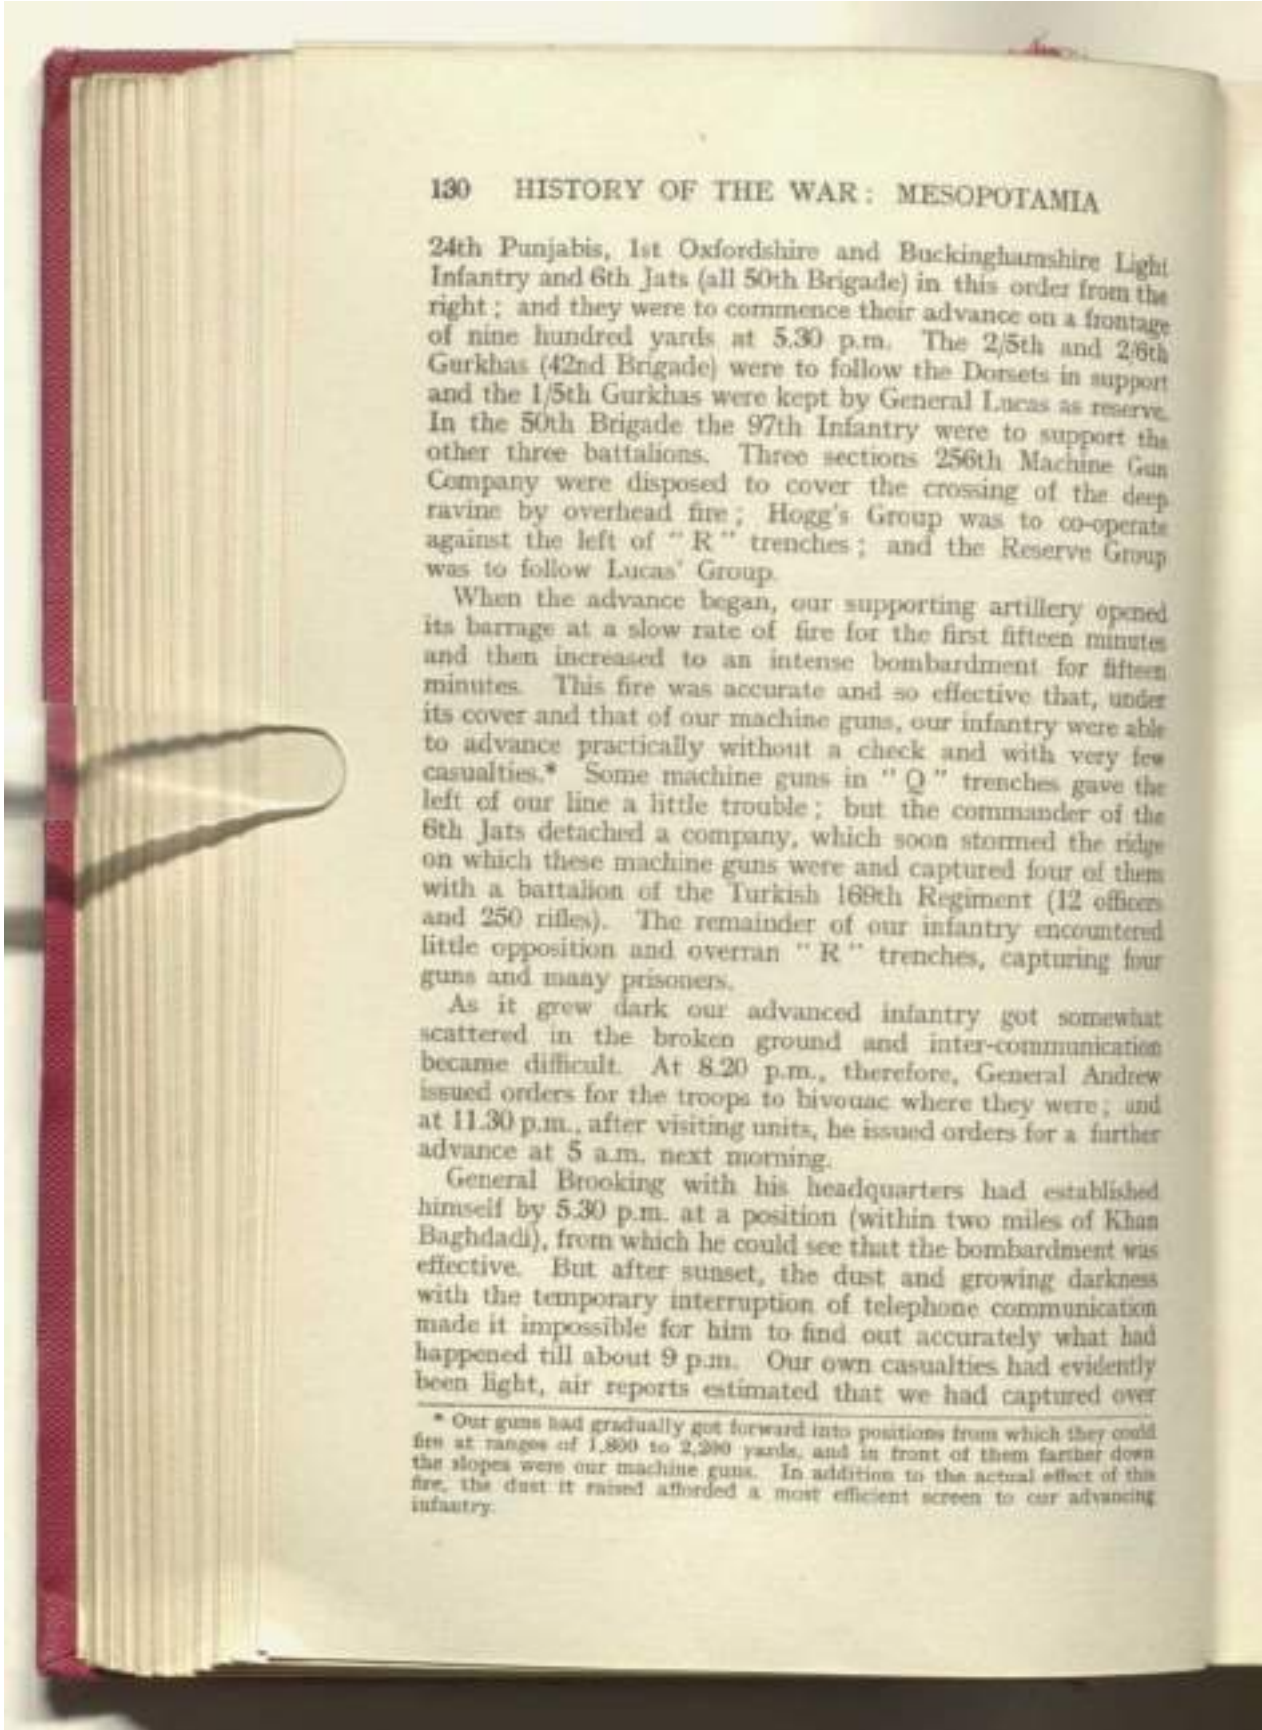 130 HISTORY OF THE WAR: MESOPOTAMIA
24th Punjabis, 1st Oxfordshire and Buckinghamshire Light
Infantry and 6th Jats (all 50th Brigade) in this order from the
right; and they were to commence their advance on a frontage
of nine hundred yards at 5.30 p.m. The 2/5th and 2/6th
Gurkhas (42nd Brigade) were to follow the Dorsets in support
and the 1/5th Gurkhas were kept by General Lucas as reserve.
In the 50th Brigade the 97th Infantry were to support the
other three battalions. Three sections 256th Machine Gun
Company were disposed to cover the crossing of the deep
ravine by overhead fire; Hogg's Group was to co-operate
against the left of "R" trenches; and the Reserve Group
was to follow Lucas' Group.
When the advance began, our supporting artillery opened
its barrage at a slow rate of fire for the first fifteen minutes
and then increased to an intense bombardment for fifteen
minutes. This fire was accurate and so effective that, under
its cover and that of our machine guns, our infantry were able
to advance practically without a check and with very few
casualties.* Some machine guns in "Q" trenches gave the
left of our line a little trouble; but the commander of the
6th Jats detached a company, which soon stormed the ridge
on which these machine guns were and captured four of them
with a battalion of the Turkish 169th Regiment (12 officers
and 250 rifles). The remainder of our infantry encountered
little opposition and overran "R" trenches, capturing four
guns and many prisoners.
As it grew dark our advanced infantry got somewhat
scattered in the broken ground and inter-communication
became difficult. At 8.20 p.m., therefore, General Andrew
issued orders for the troops to bivouac where they were; and
at 11.30 p.m., after visiting units, he issued orders for a further
advance at 5 a.m. next morning.
General Brooking with his headquarters had established
himself by 5.30 p.m. at a position (within two miles of Khan
Baghdadi), from which he could see that the bombardment was
effective. But after sunset, the dust and growing darkness
with the temporary interruption of telephone communication
made it impossible for him to find out accurately what had
happened till about 9 p.m. Our own casualties had evidently
been light, air reports estimated that we had captured over
* Our guns had gradually got forward into positions from which they could
fire at ranges of 1,800 to 2,200 yards, and in front of them farther down
the slopes were our machine guns. In addition to the actual effect of this
fire, the dust it raised afforded a most efficient screen to our advancing
infantry.